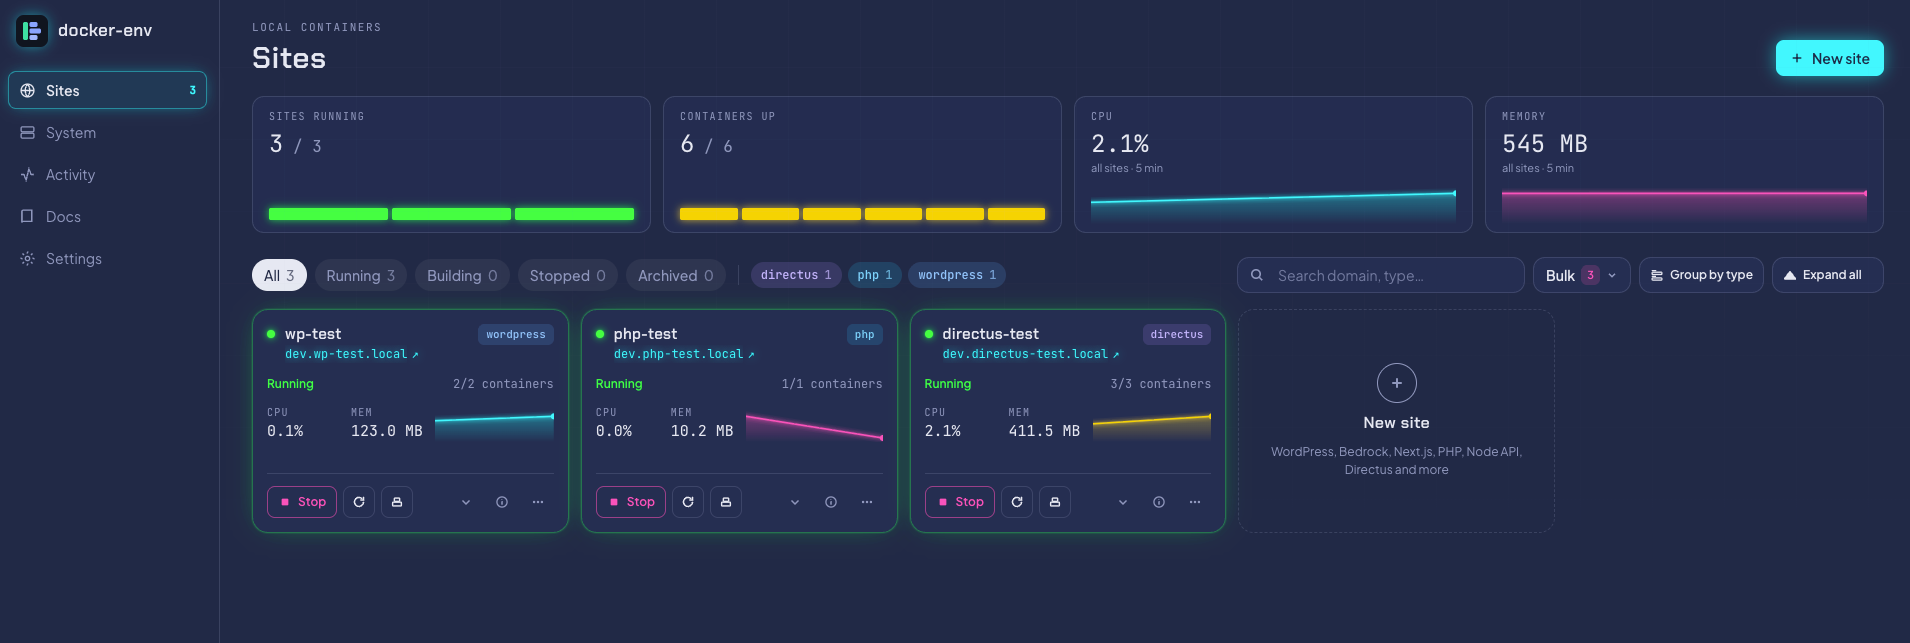 docker-env
Sites 3
System
Activity
Docs
Settings
LOCAL CONTAINERS
Sites
+ New site
SITES RUNNING
3 / 3
CONTAINERS UP
6 / 6
CPU
2.1%
all sites · 5 min
MEMORY
545 MB
all sites · 5 min
All 3
Running 3
Building 0
Stopped 0
Archived 0
directus 1
php 1
wordpress 1
Search domain, type...
Bulk 3
Group by type
Expand all
wp-test wordpress
dev.wp-test.local ↗
Running 2/2 containers
CPU MEM
0.1% 123.0 MB
Stop
php-test php
dev.php-test.local ↗
Running 1/1 containers
CPU MEM
0.0% 10.2 MB
Stop
directus-test directus
dev.directus-test.local ↗
Running 3/3 containers
CPU MEM
2.1% 411.5 MB
Stop
New site
WordPress, Bedrock, Next.js, PHP, Node API,
Directus and more